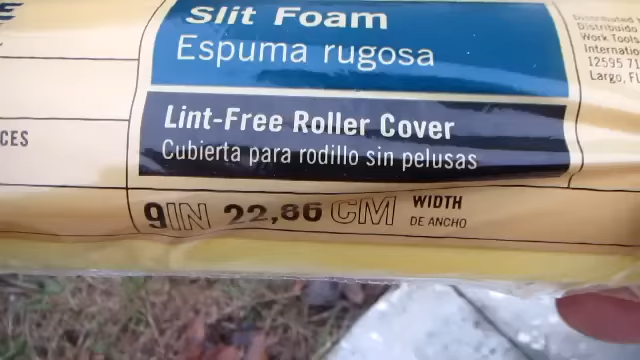 Slit Foam
Espuma rugosa
Lint-Free Roller Cover
Cubierta para rodillo sin pelusas
9IN 22,86 CM WIDTH
DE ANCHO
CES
Distributed
Distribuido
Work Tools
Internatio
12595 71
Largo, FL